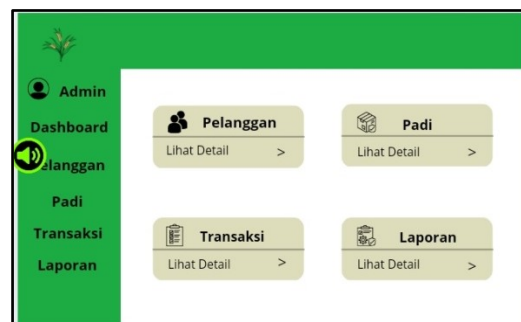 Admin
Dashboard
elanggan
Padi
Transaksi
Laporan
Pelanggan
Lihat Detail >
Padi
Lihat Detail >
Transaksi
Lihat Detail >
Laporan
Lihat Detail >